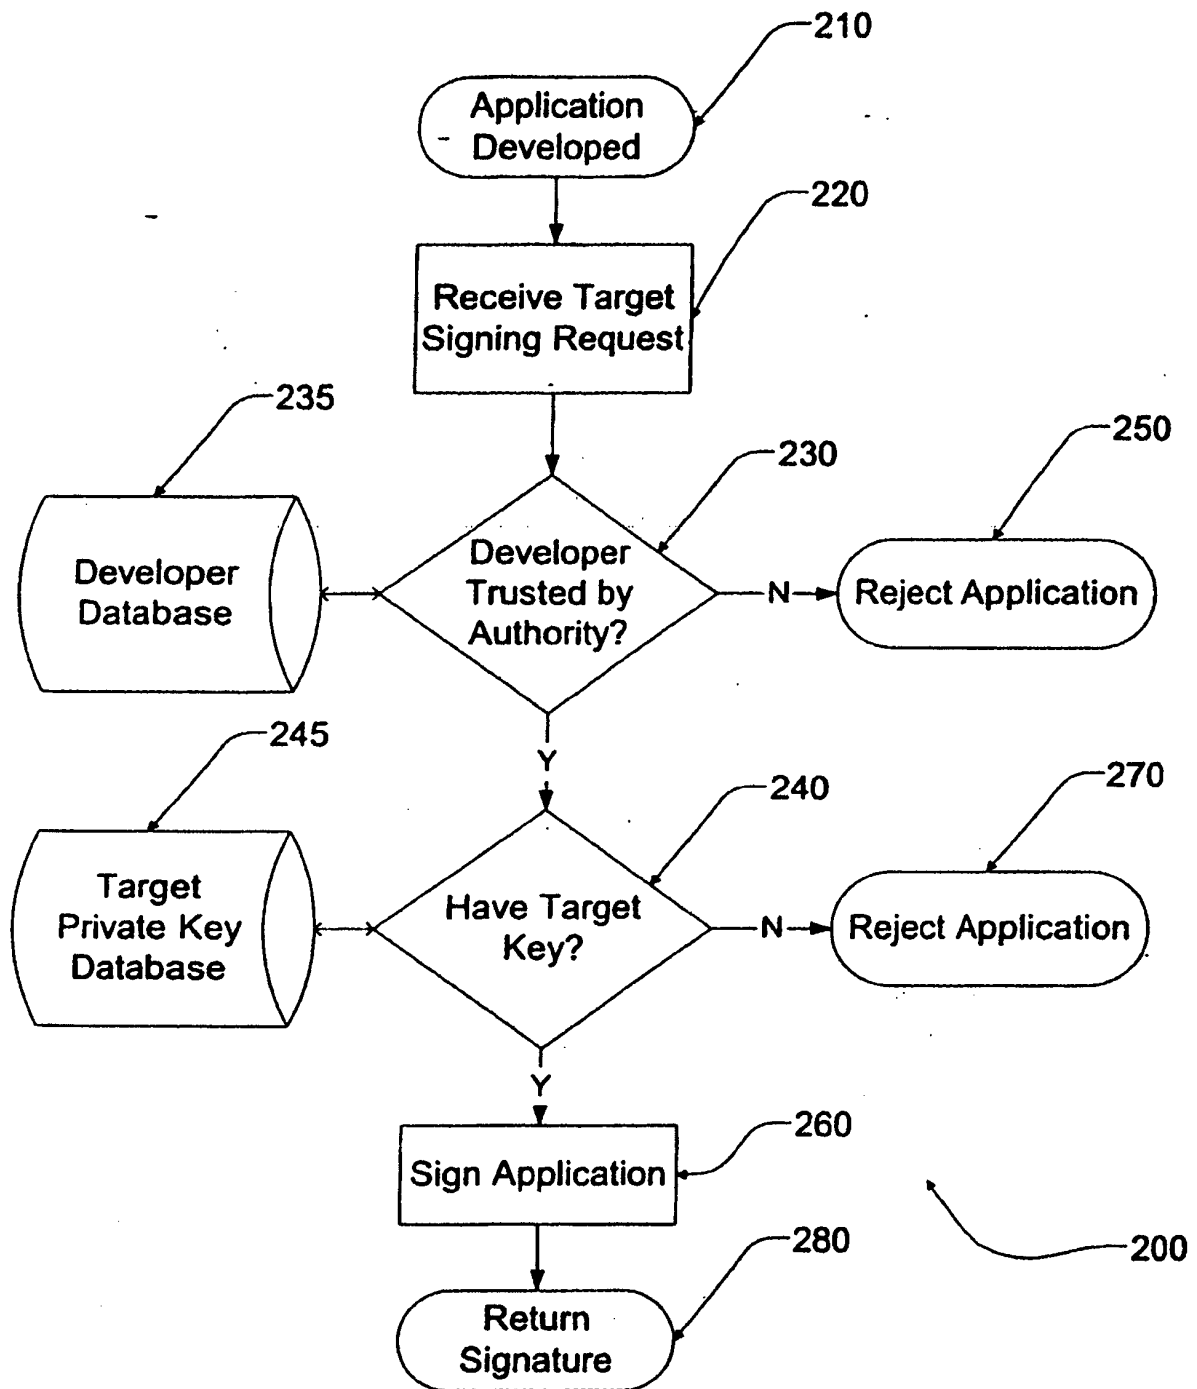 210
Application
Developed
220
Receive Target
Signing Request
235
230
250
Developer
Database
Developer
Trusted by
Authority?
N
Reject Application
Y
245
240
270
Target
Private Key
Database
Have Target
Key?
N
Reject Application
Y
260
Sign Application
280
200
Return
Signature